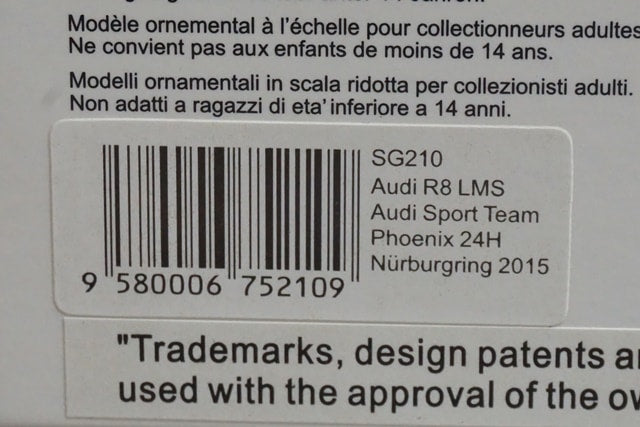 Modèle ornemental à l'échelle pour collectionneurs adultes
Ne convient pas aux enfants de moins de 14 ans.
Modelli ornamentali in scala ridotta per collezionisti adulti.
Non adatti a ragazzi di eta' inferiore a 14 anni.
SG210
Audi R8 LMS
Audi Sport Team
Phoenix 24H
Nürburgring 2015
9 580006 752109
"Trademarks, design patents
used with the approval of the